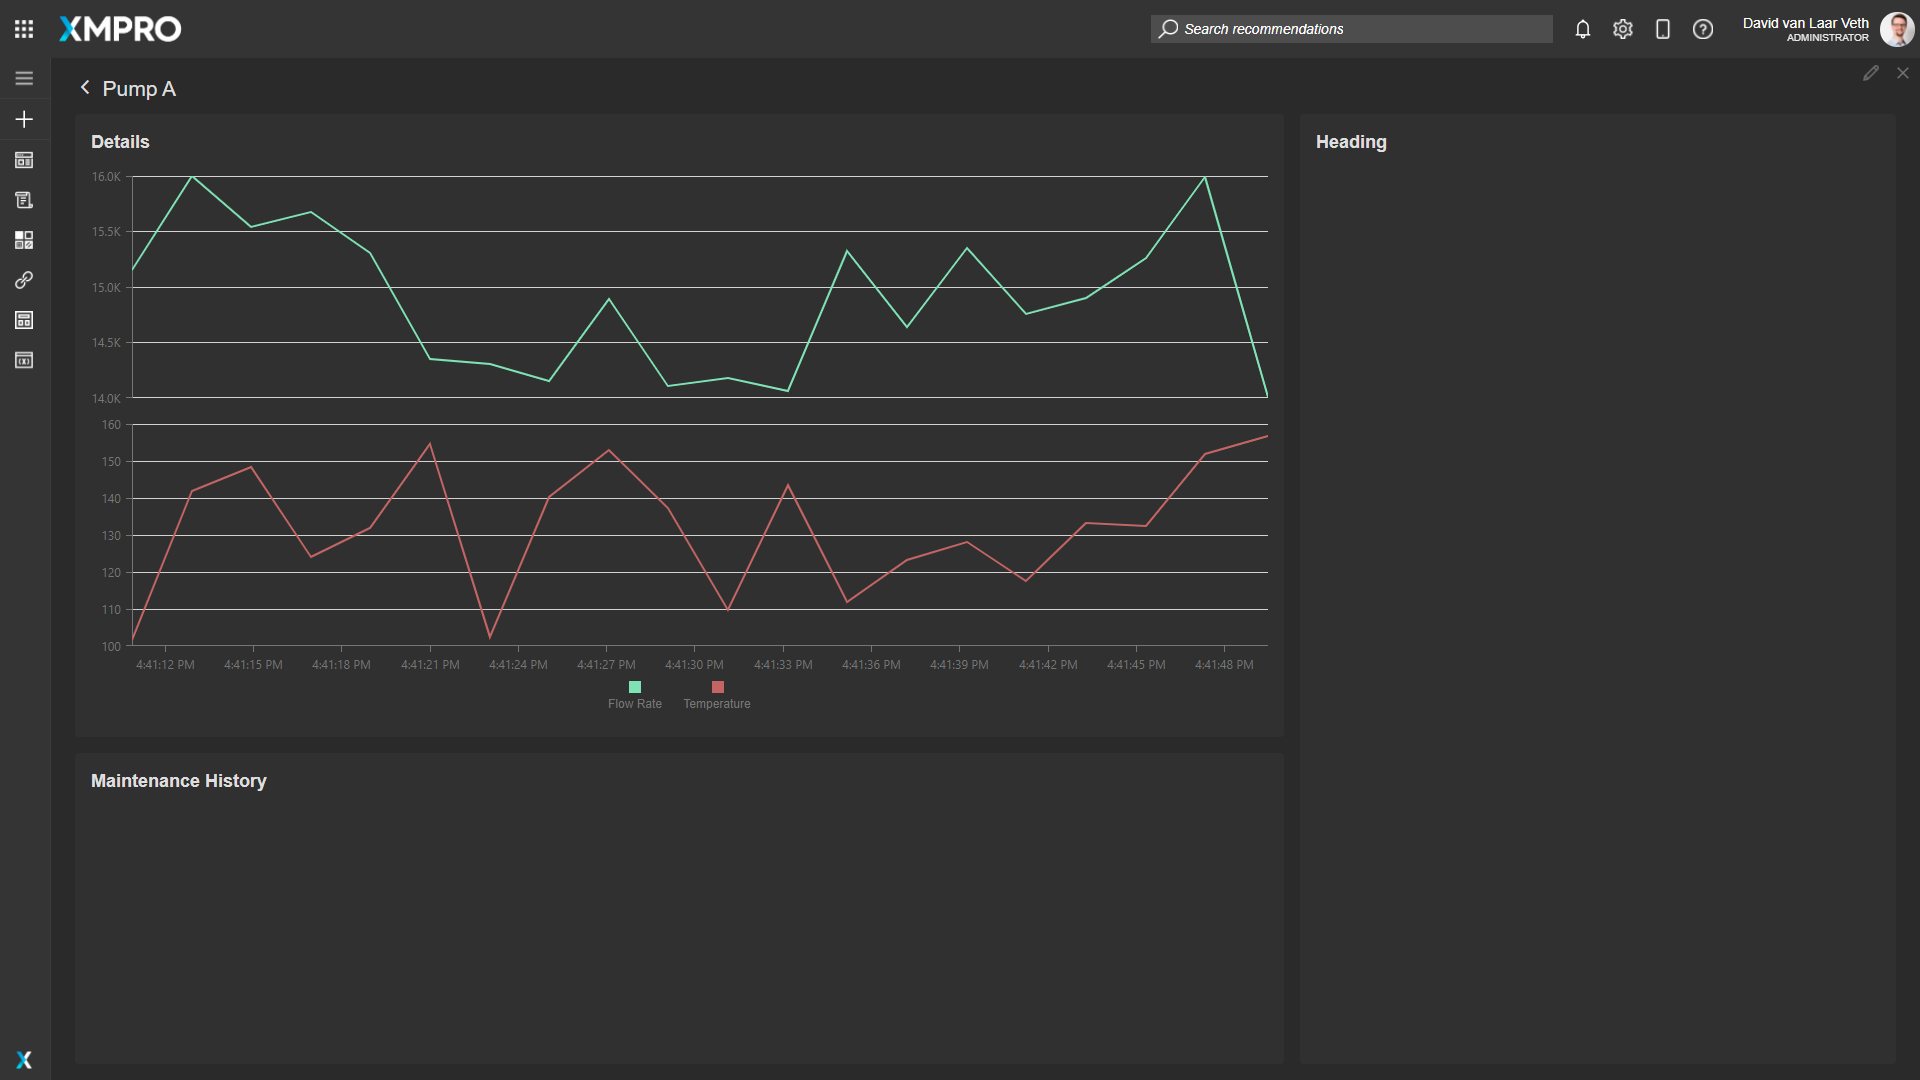 XMPRO
Search recommendations
David van Laar Veth
ADMINISTRATOR
Pump A
Details
16.0K
15.5K
15.0K
14.5K
14.0K
160
150
140
130
120
110
100
4:41:12 PM 4:41:15 PM 4:41:18 PM 4:41:21 PM 4:41:24 PM 4:41:27 PM 4:41:30 PM 4:41:33 PM 4:41:36 PM 4:41:39 PM 4:41:42 PM 4:41:45 PM 4:41:48 PM
Flow Rate Temperature
Heading
Maintenance History